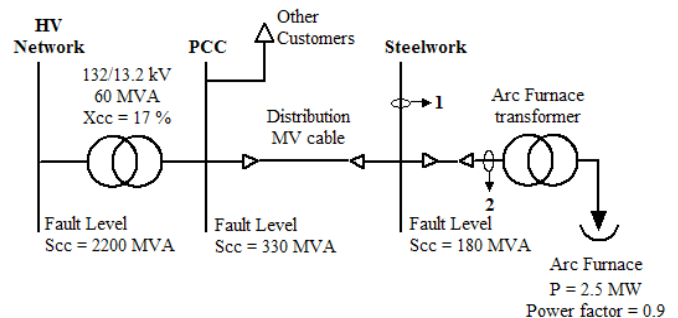 HV
Network
132/13.2 kV
60 MVA
Xcc = 17 %
PCC
Other
Customers
Distribution
MV cable
Steelwork
1
2
Arc Furnace
transformer
Fault Level
Scc = 2200 MVA
Fault Level
Scc = 330 MVA
Fault Level
Scc = 180 MVA
Arc Furnace
P = 2.5 MW
Power factor = 0.9